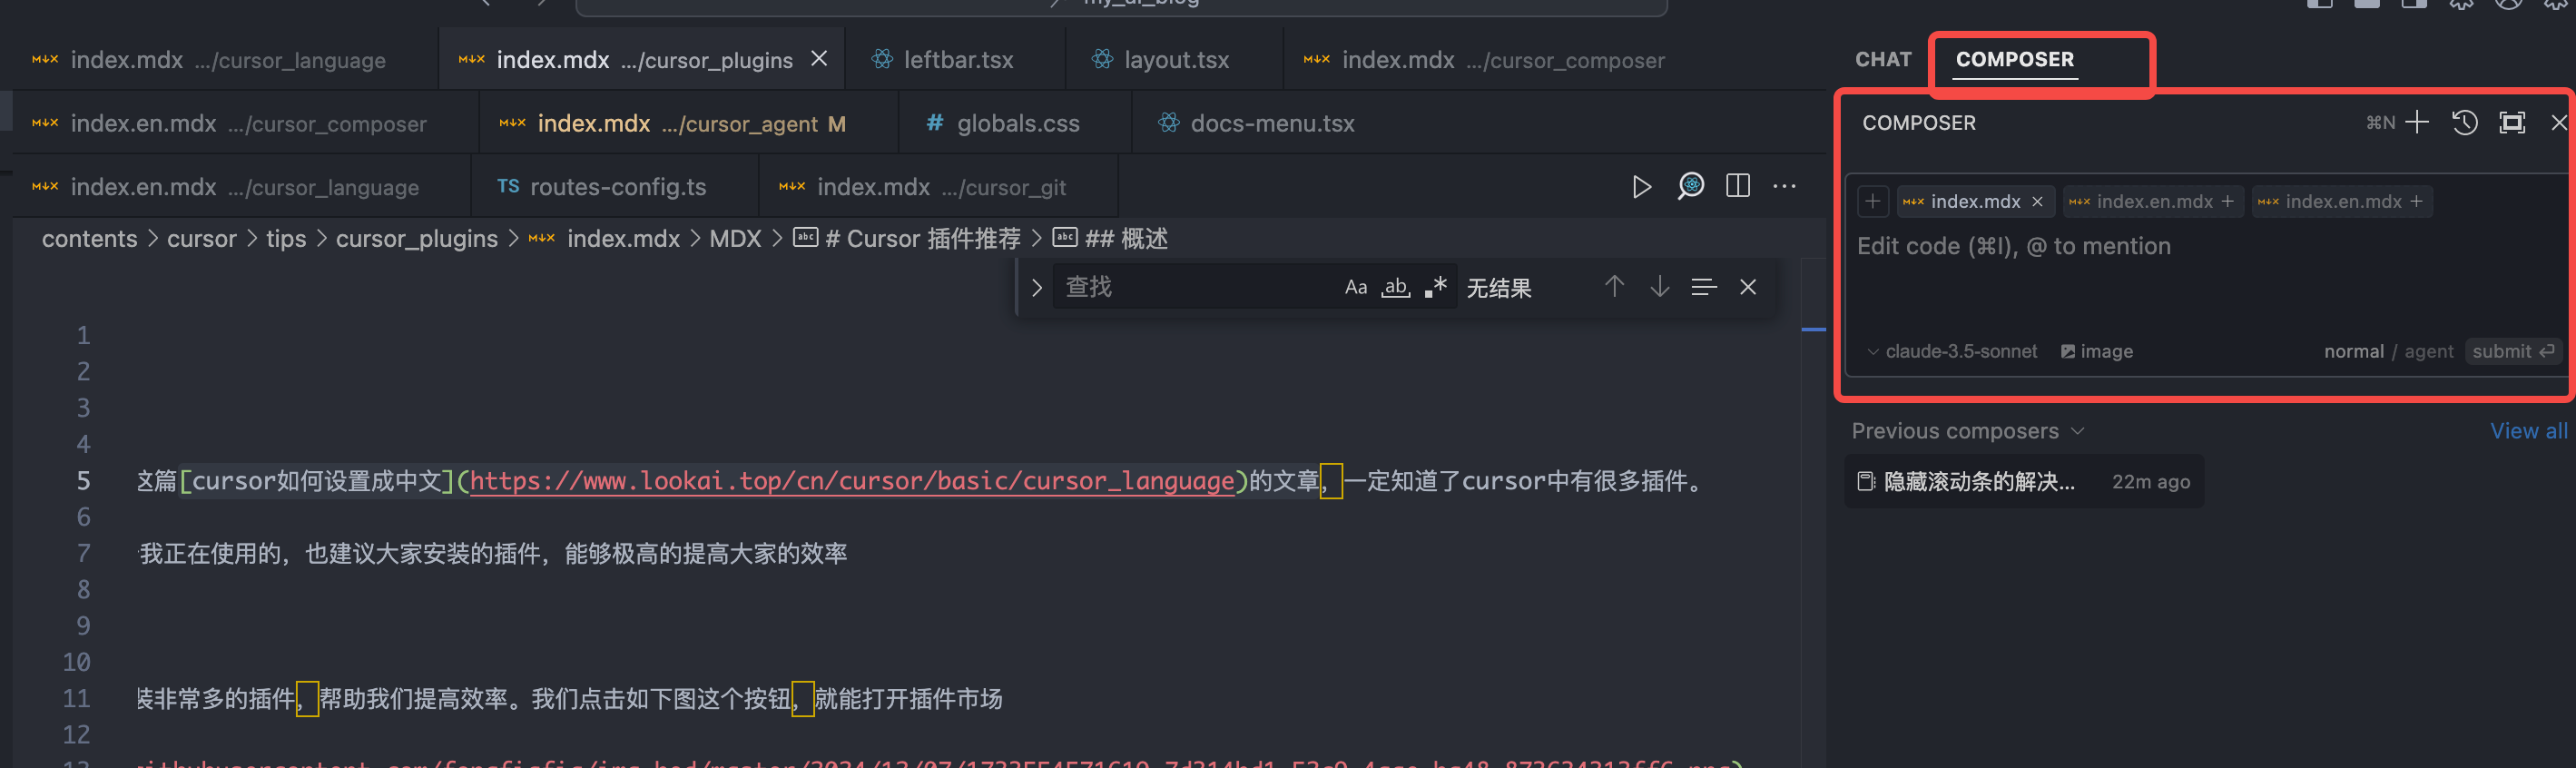 my_ai_blog
index.mdx .../cursor_language index.mdx .../cursor_plugins leftbar.tsx layout.tsx index.mdx .../cursor_composer
index.en.mdx .../cursor_composer index.mdx .../cursor_agent M # globals.css docs-menu.tsx
index.en.mdx .../cursor_language TS routes-config.ts index.mdx .../cursor_git
contents > cursor > tips > cursor_plugins > index.mdx > MDX > # Cursor 插件推荐 > ## 概述
查找 Aa ab 无结果
1
2
3
4
5 这篇[cursor如何设置成中文](https://www.lookai.top/cn/cursor/basic/cursor_language)的文章，一定知道了cursor中有很多插件。
6
7 我正在使用的，也建议大家安装的插件，能够极高的提高大家的效率
8
9
10
11 装非常多的插件，帮助我们提高效率。我们点击如下图这个按钮，就能打开插件市场
12
13
CHAT COMPOSER
COMPOSER ⌘N
index.mdx index.en.mdx + index.en.mdx +
Edit code (⌘I), @ to mention
claude-3.5-sonnet image normal / agent submit
Previous composers View all
隐藏滚动条的解决... 22m ago